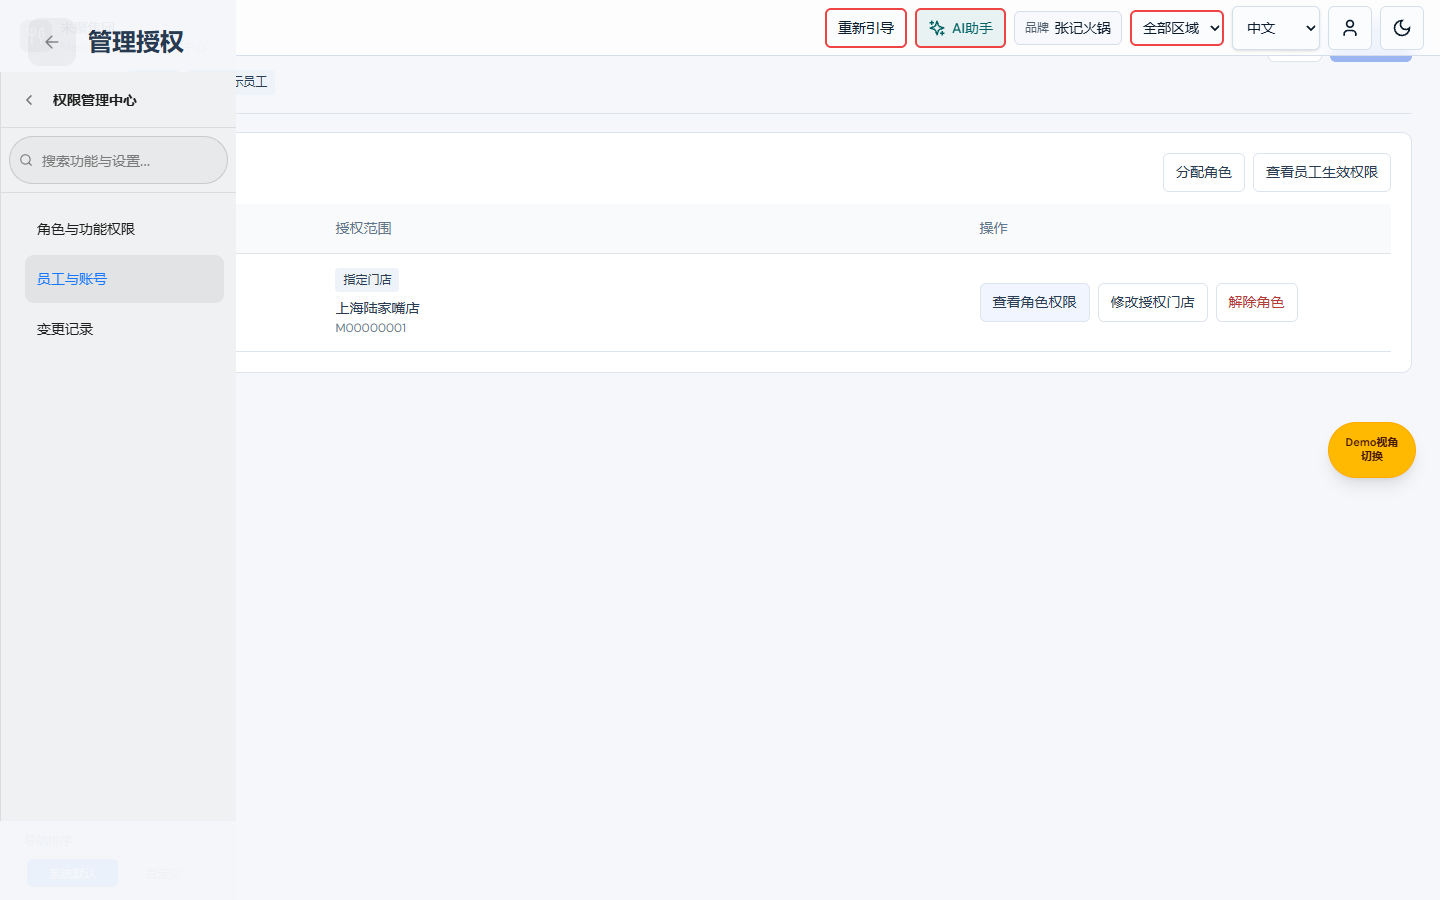 管理授权
重新引导
AI助手
品牌 张记火锅
全部区域
中文
示员工
权限管理中心
搜索功能与设置...
角色与功能权限
员工与账号
变更记录
分配角色
查看员工生效权限
授权范围
操作
指定门店
上海陆家嘴店
M00000001
查看角色权限
修改授权门店
解除角色
Demo视角
切换